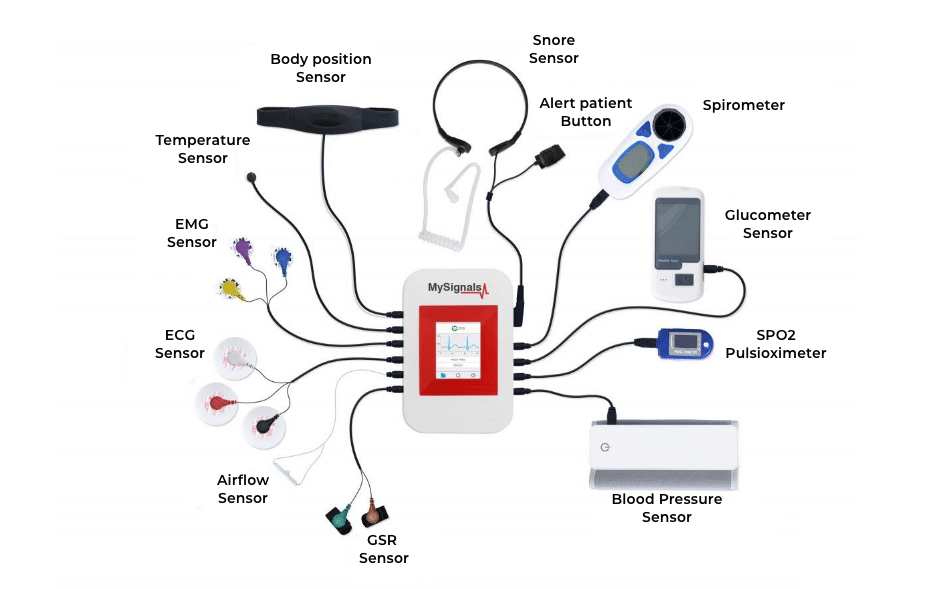 Snore
Sensor
Body position
Sensor
Alert patient
Button
Spirometer
Temperature
Sensor
Glucometer
Sensor
EMG
Sensor
MySignals
ECG
Sensor
SPO2
Pulsioximeter
Airflow
Sensor
Blood Pressure
Sensor
GSR
Sensor